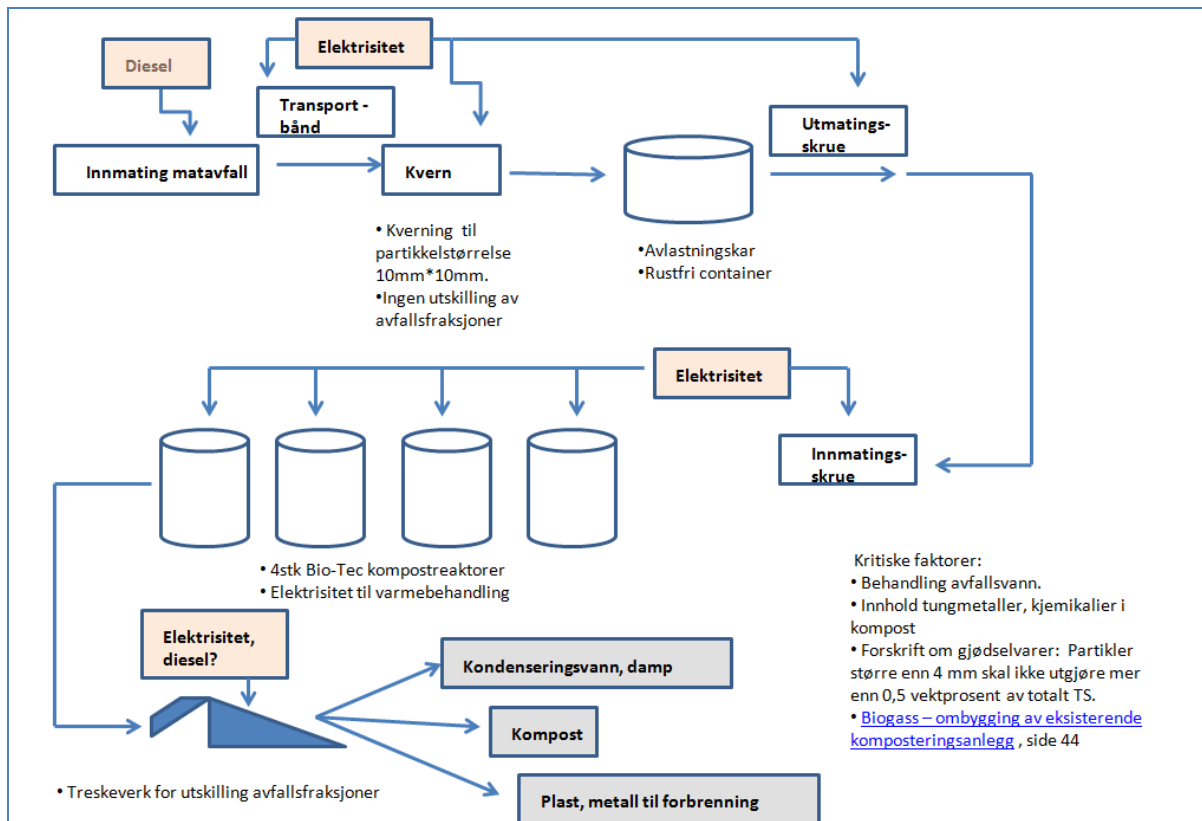 Elektrisitet
Diesel
Transport -
bånd
Utmatings-
skrue
Innmating matavfall
Kvern
• Kverning til
partikkelstørrelse
10mm*10mm.
•Ingen utskilling av
avfallsfraksjoner
•Avlastningskar
•Rustfri container
Elektrisitet
Innmatings-
skrue
• 4stk Bio-Tec kompostreaktorer
• Elektrisitet til varmebehandling
Kritiske faktorer:
• Behandling avfallsvann.
• Innhold tungmetaller, kjemikalier i
kompost
• Forskrift om gjødselvarer: Partikler
større enn 4 mm skal ikke utgjøre mer
enn 0,5 vektprosent av totalt TS.
• Biogass – ombygging av eksisterende
komposteringsanlegg , side 44
Elektrisitet,
diesel?
Kondenseringsvann, damp
Kompost
Plast, metall til forbrenning
• Treskeverk for utskilling avfallsfraksjoner